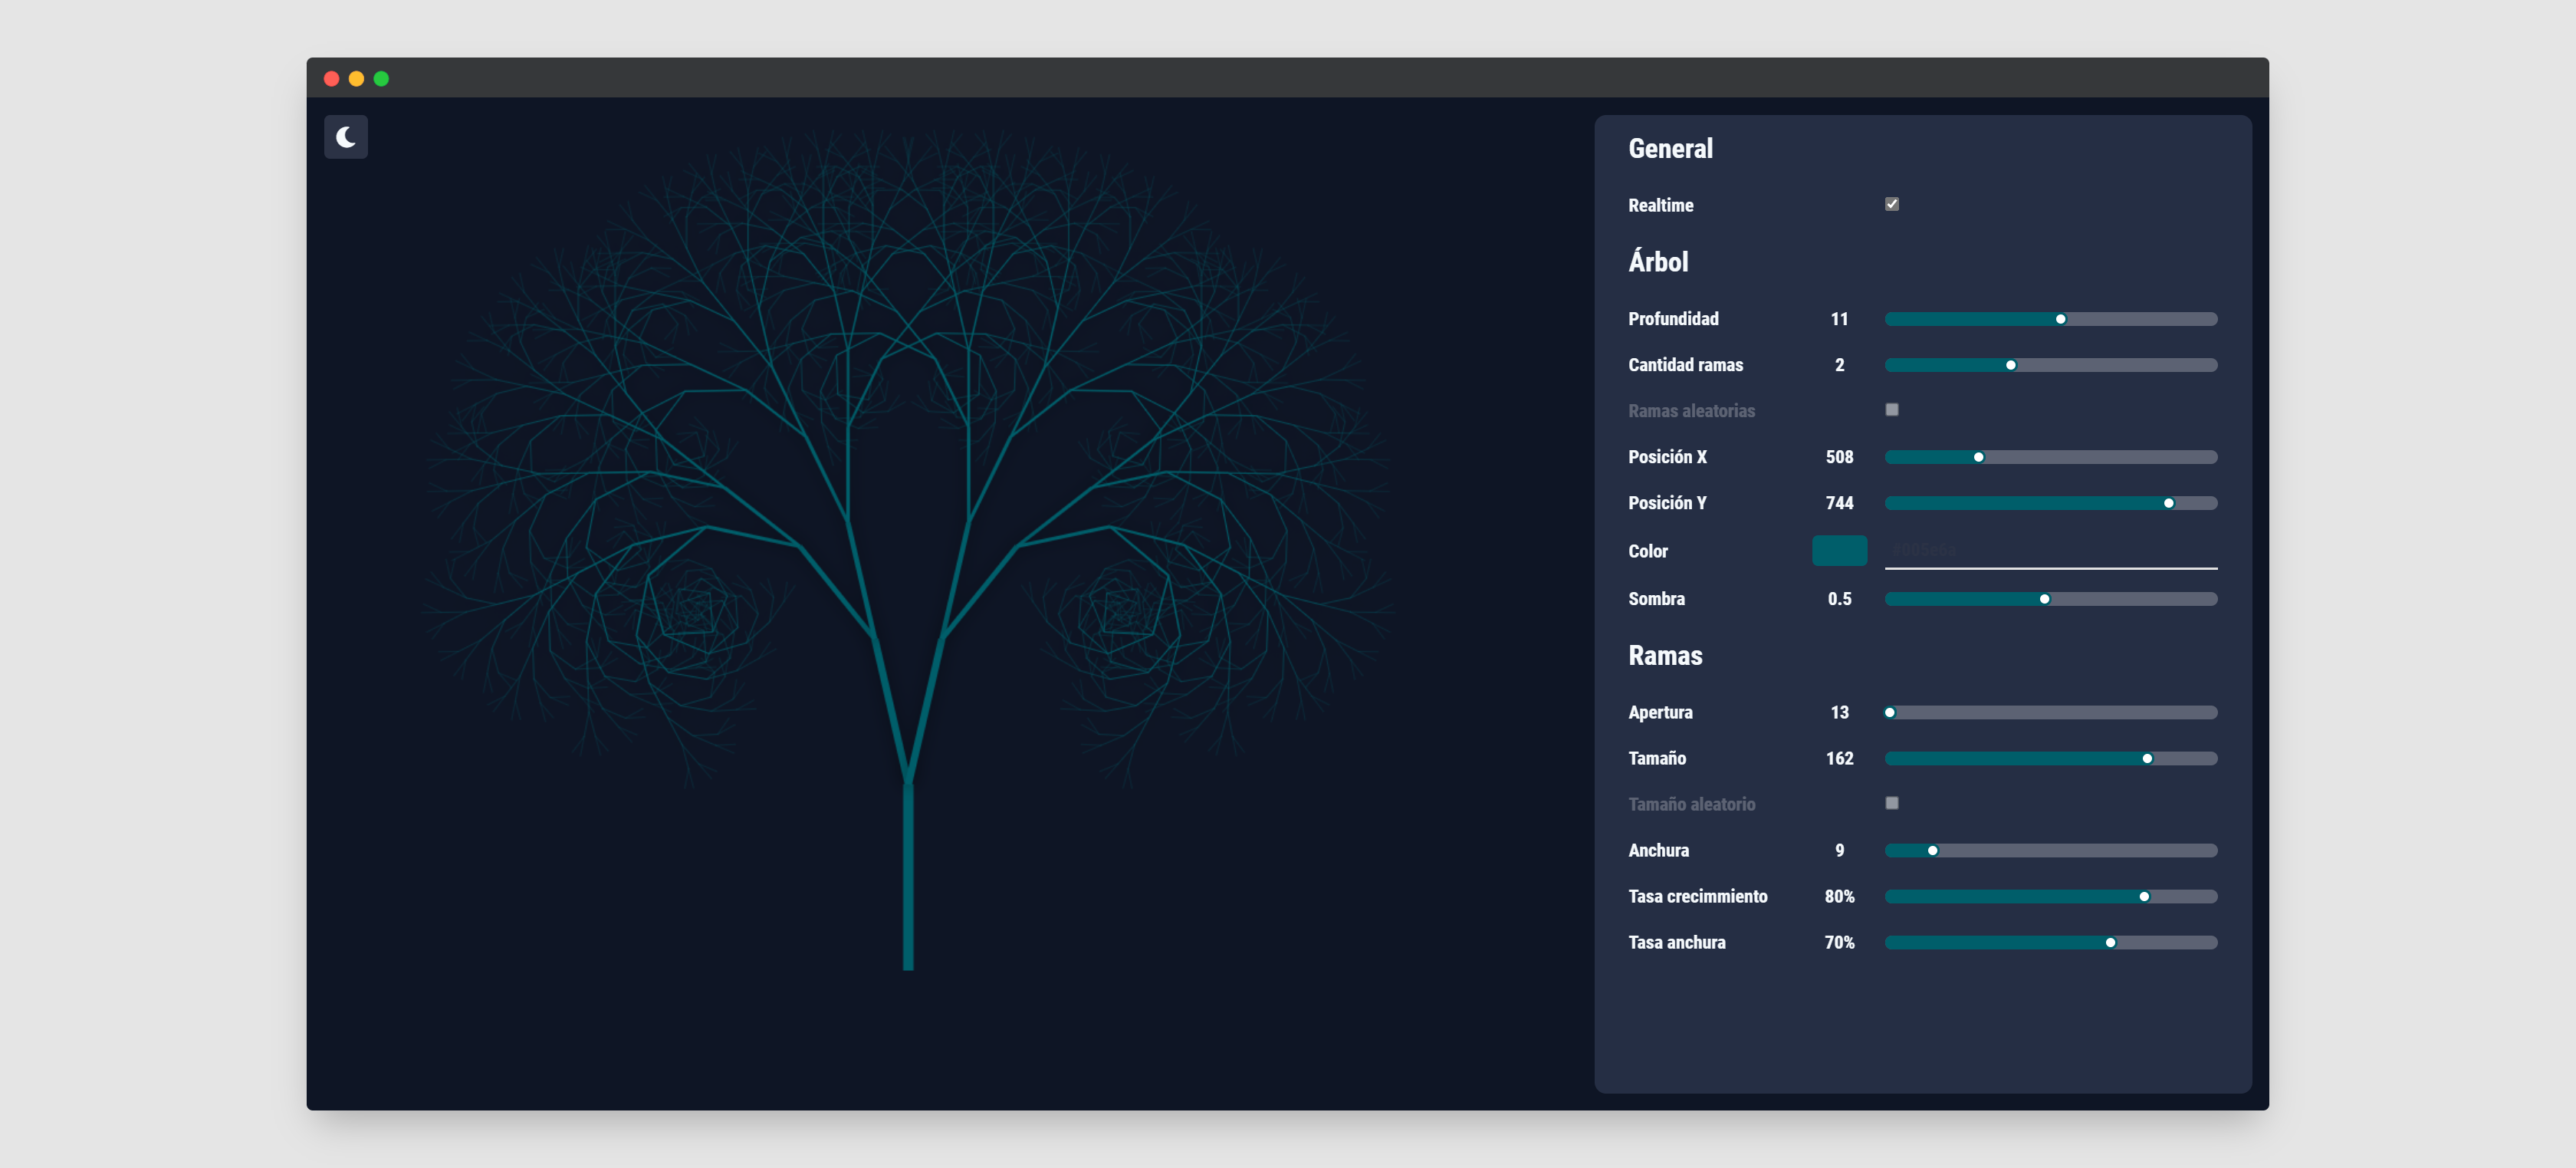 General
Realtime
Árbol
Profundidad 11
Cantidad ramas 2
Ramas aleatorias
Posición X 508
Posición Y 744
Color
Sombra 0.5
Ramas
Apertura 13
Tamaño 162
Tamaño aleatorio
Anchura 9
Tasa crecimmiento 80%
Tasa anchura 70%